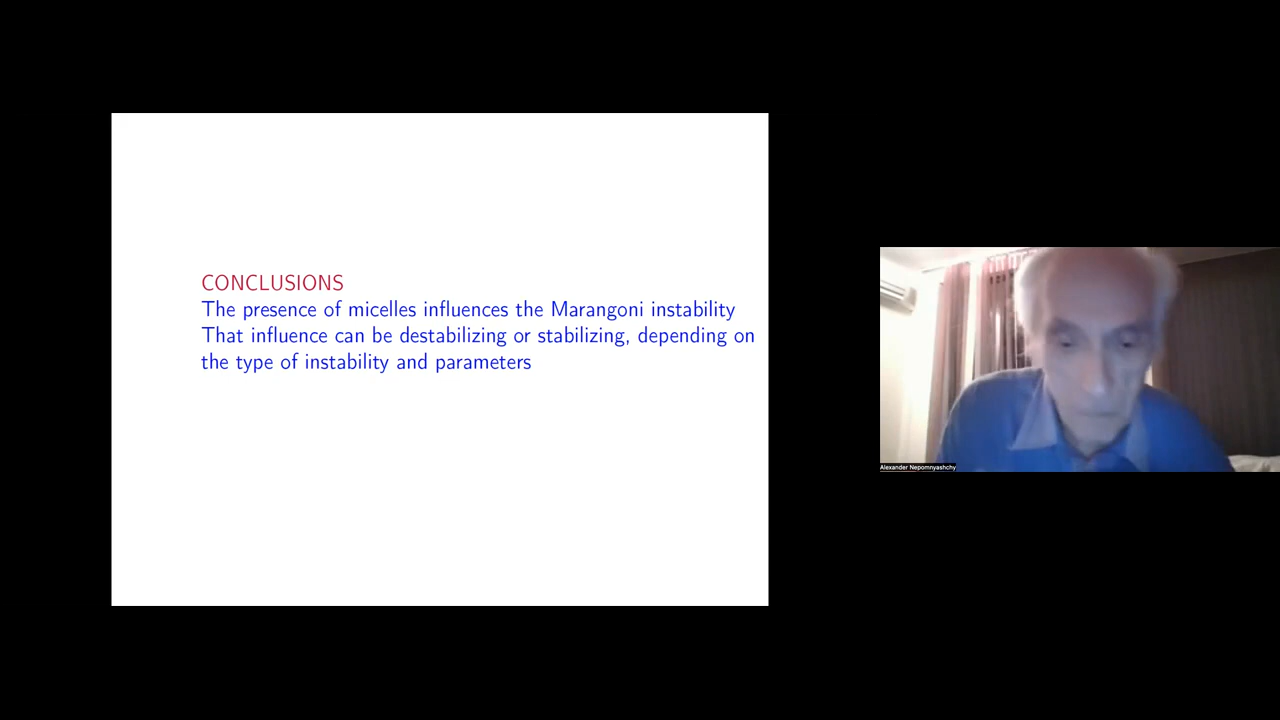 CONCLUSIONS
The presence of micelles influences the Marangoni instability
That influence can be destabilizing or stabilizing, depending on
the type of instability and parameters
Alexander Nepomnyashchy